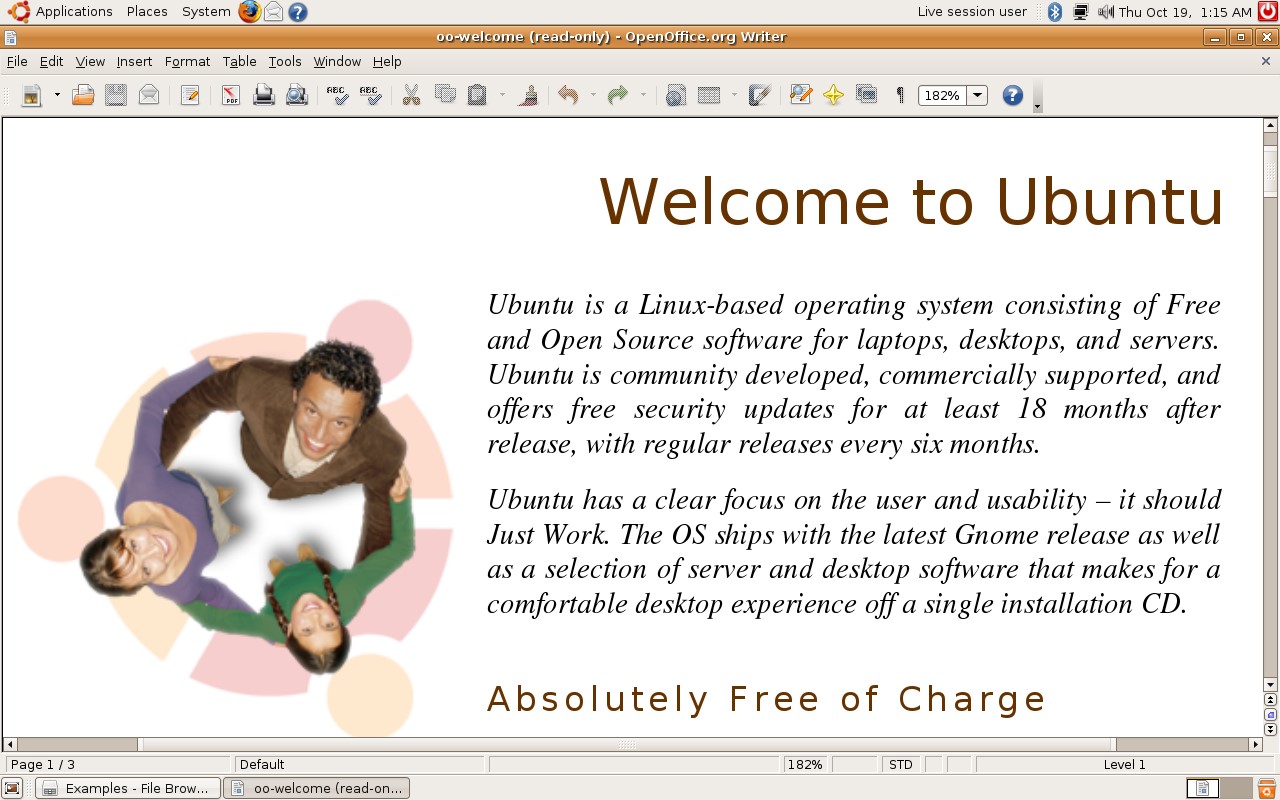 Applications Places System Live session user Thu Oct 19, 1:15 AM
oo-welcome (read-only) - OpenOffice.org Writer
File Edit View Insert Format Table Tools Window Help
PDF ABC ABC 182%
Welcome to Ubuntu
Ubuntu is a Linux-based operating system consisting of Free
and Open Source software for laptops, desktops, and servers.
Ubuntu is community developed, commercially supported, and
offers free security updates for at least 18 months after
release, with regular releases every six months.
Ubuntu has a clear focus on the user and usability – it should
Just Work. The OS ships with the latest Gnome release as well
as a selection of server and desktop software that makes for a
comfortable desktop experience off a single installation CD.
Absolutely Free of Charge
Page 1 / 3 Default 182% STD Level 1
Examples - File Brow... oo-welcome (read-on...